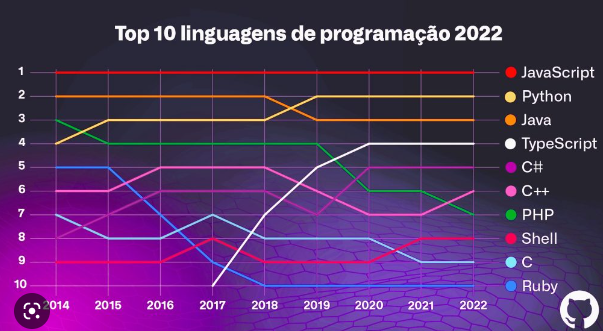 Top 10 linguagens de programação 2022
1
2
3
4
5
6
7
8
9
10
JavaScript
Python
Java
TypeScript
C#
C++
PHP
Shell
C
Ruby
2014 2015 2016 2017 2018 2019 2020 2021 2022